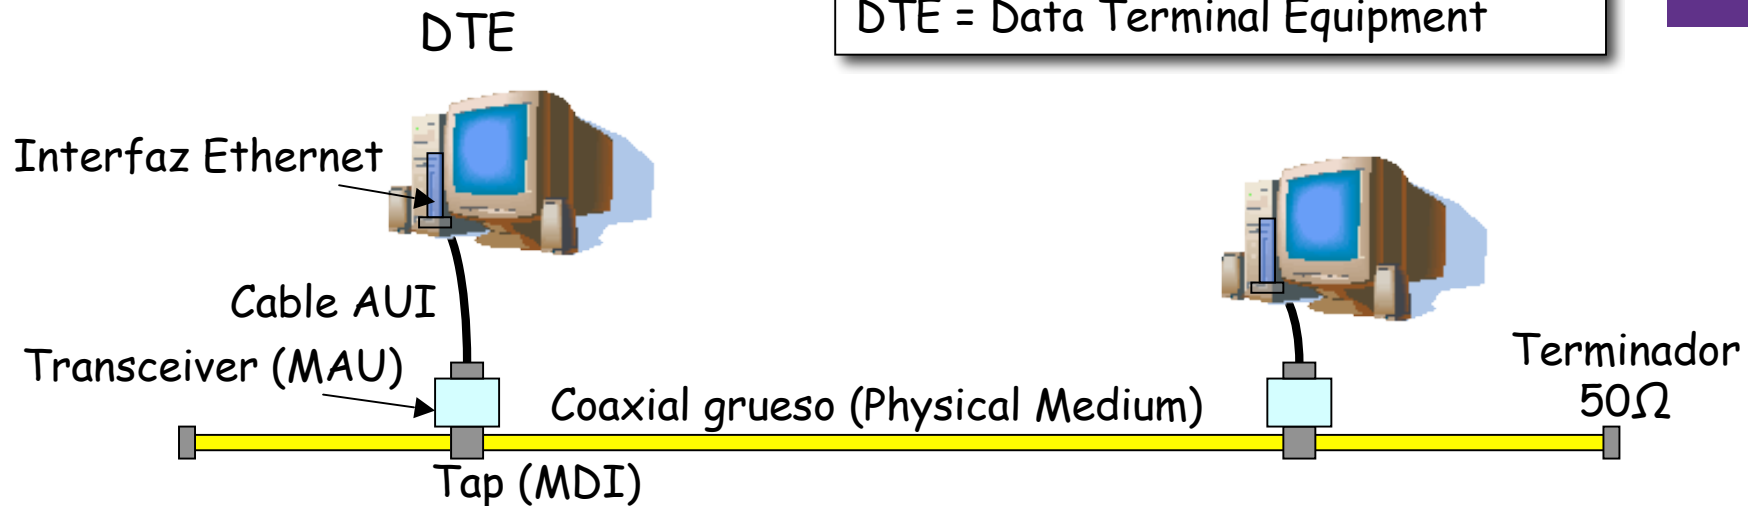 DTE = Data Terminal Equipment
DTE
Interfaz Ethernet
Cable AUI
Transceiver (MAU)
Coaxial grueso (Physical Medium)
Terminador
50Ω
Tap (MDI)